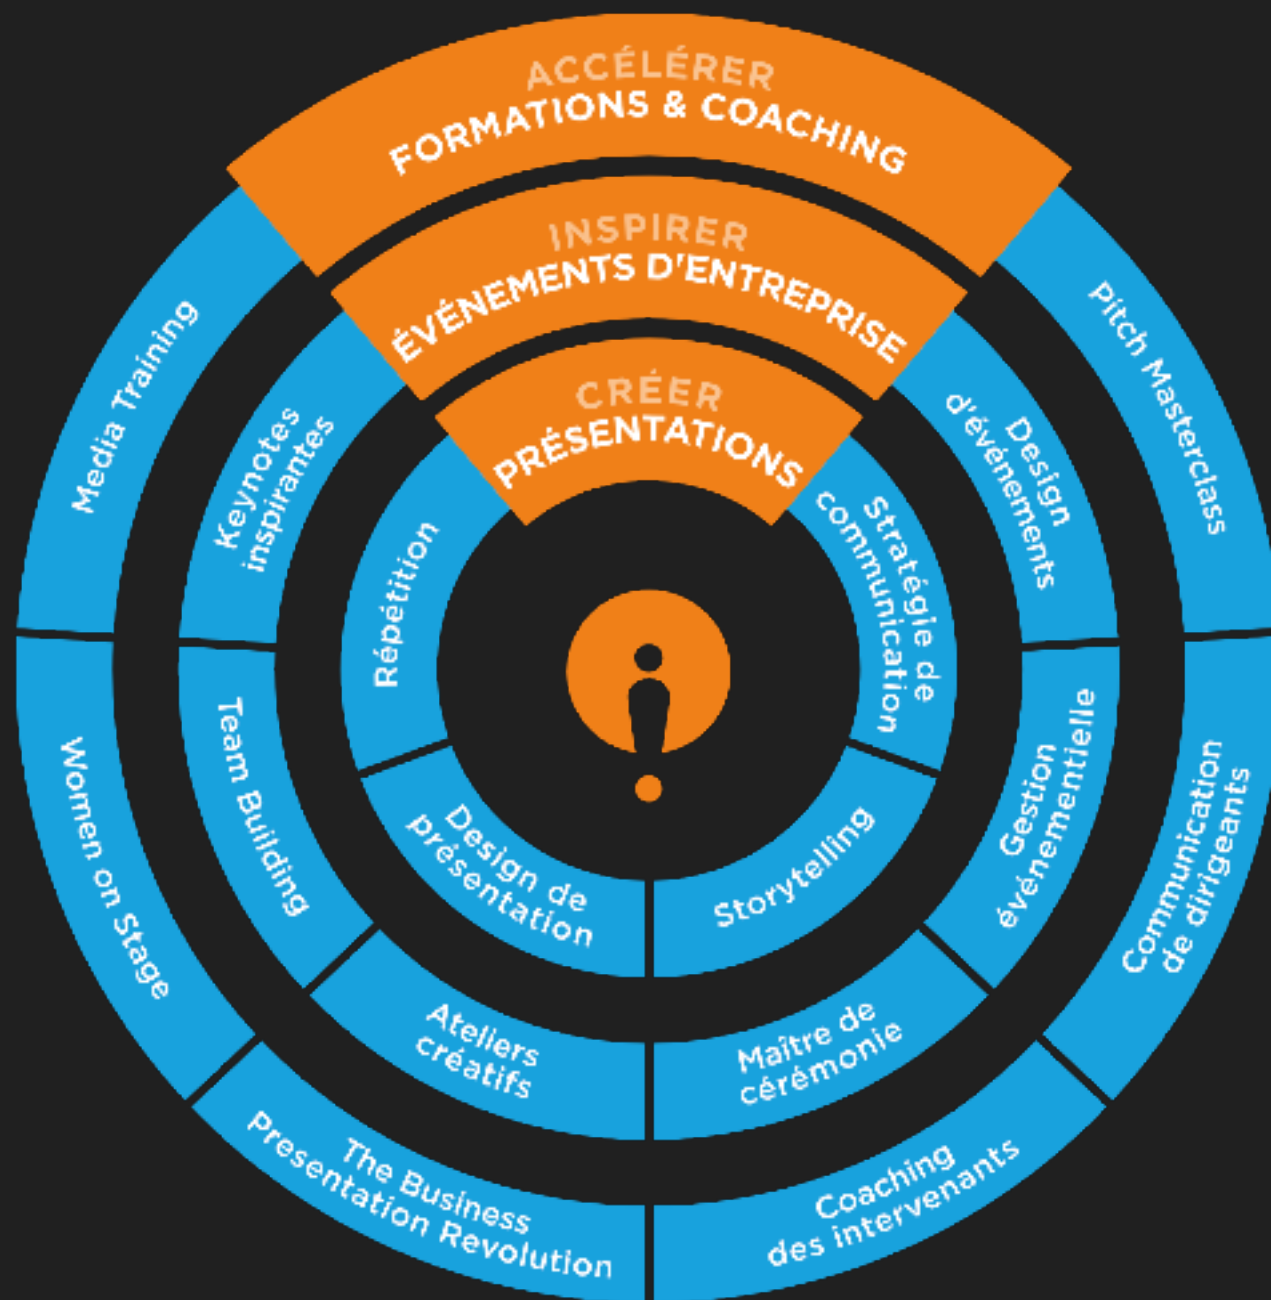 ACCÉLÉRER
FORMATIONS & COACHING
INSPIRER
ÉVÉNEMENTS D'ENTREPRISE
CRÉER
PRÉSENTATIONS
Pitch Masterclass
Communication
de dirigeants
Coaching
des intervenants
The Business
Presentation Revolution
Women on Stage
Media Training
Design
d'événements
Gestion
événementielle
Maître de
cérémonie
Ateliers
créatifs
Team Building
Keynotes
inspirantes
Stratégie de
communication
Storytelling
Design de
présentation
Répétition